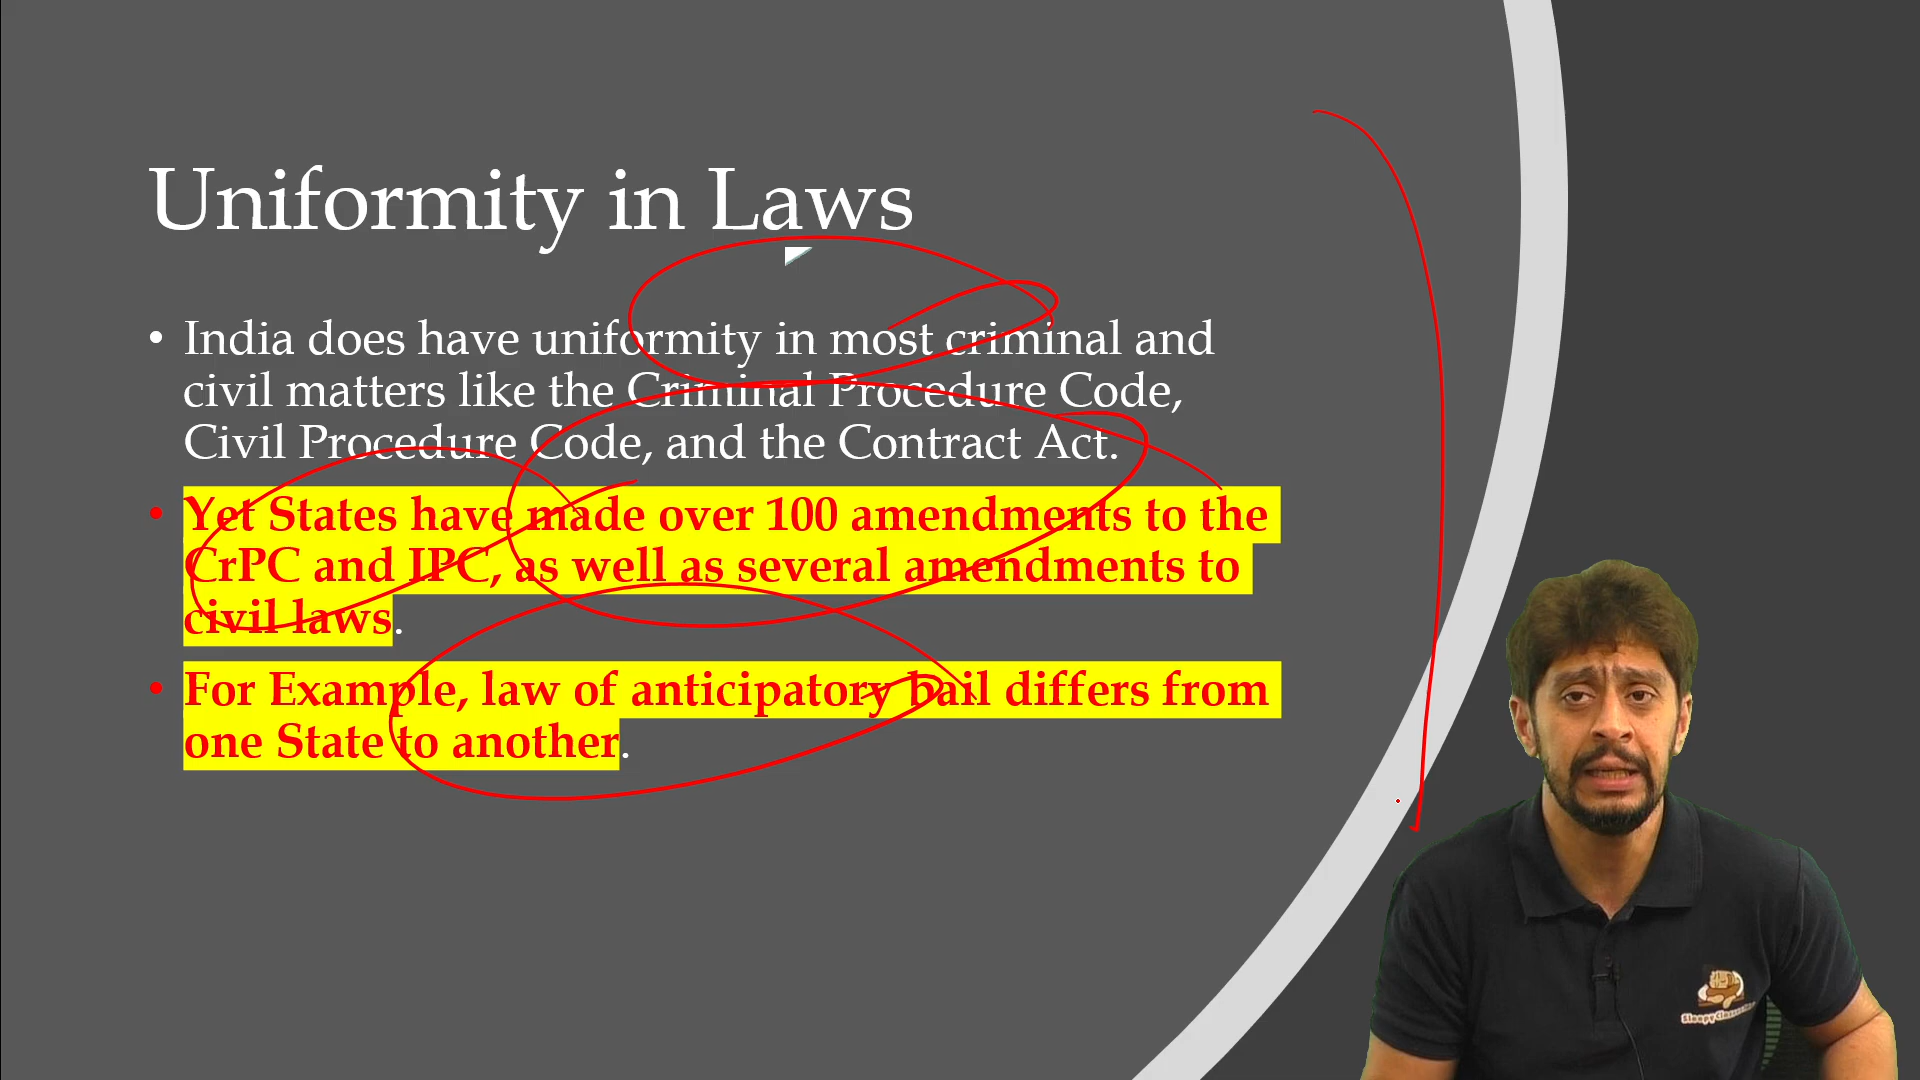 Uniformity in Laws
• India does have uniformity in most criminal and
civil matters like the Criminal Procedure Code,
Civil Procedure Code, and the Contract Act.
• Yet States have made over 100 amendments to the
CrPC and IPC, as well as several amendments to
civil laws.
• For Example, law of anticipatory bail differs from
one State to another.